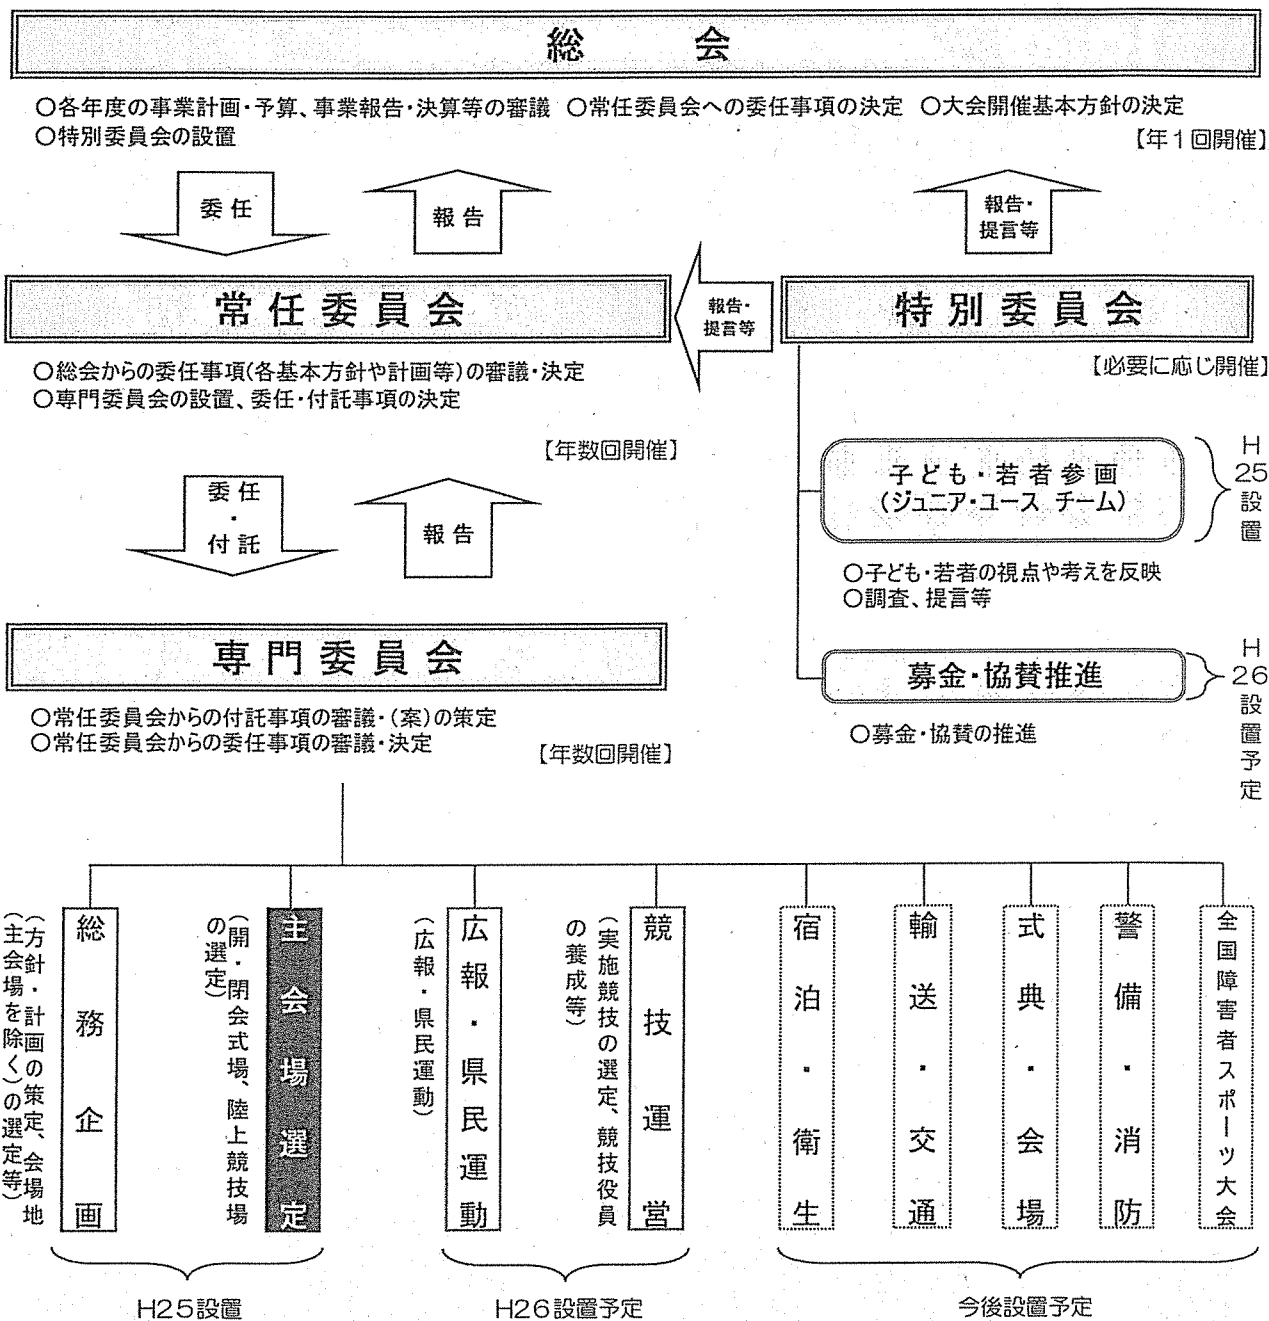 総会
○各年度の事業計画・予算、事業報告・決算等の審議 ○常任委員会への委任事項の決定 ○大会開催基本方針の決定
○特別委員会の設置
【年1回開催】
委任
報告
報告・
提言等
常任委員会
報告・
提言等
特別委員会
○総会からの委任事項(各基本方針や計画等)の審議・決定
○専門委員会の設置、委任・付託事項の決定
【年数回開催】
【必要に応じ開催】
子ども・若者参画
(ジュニア・ユース チーム)
H25設置
○子ども・若者の視点や考えを反映
○調査、提言等
委任
・
付託
報告
専門委員会
○常任委員会からの付託事項の審議・(案)の策定
○常任委員会からの委任事項の審議・決定
【年数回開催】
募金・協賛推進
H26設置予定
○募金・協賛の推進
総務企画
(方針・計画の策定、会場地
(主会場を除く)の選定等)
主会場選定
(開・閉会式場、陸上競技場
の選定)
広報・県民運動
(広報・県民運動)
競技運営
(実施競技の選定、競技役員
の養成等)
宿泊・衛生
輸送・交通
式典・会場
警備・消防
全国障害者スポーツ大会
H25設置
H26設置予定
今後設置予定